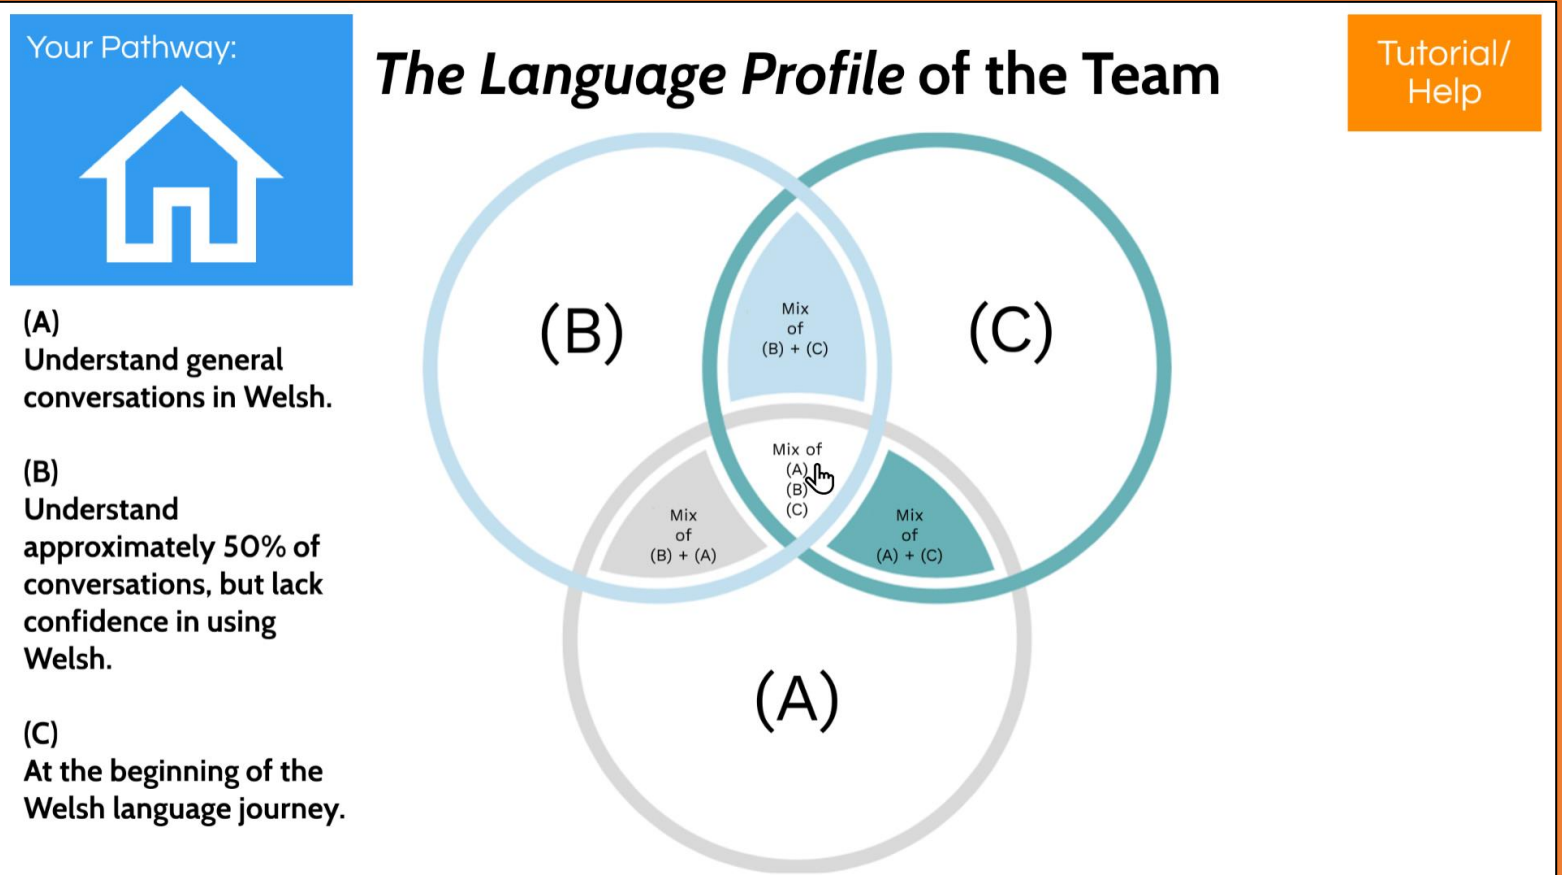 Your Pathway:
The Language Profile of the Team
Tutorial/
Help
(A)
Understand general
conversations in Welsh.
(B)
Understand
approximately 50% of
conversations, but lack
confidence in using
Welsh.
(C)
At the beginning of the
Welsh language journey.
(B)
(C)
Mix
of
(B) + (C)
Mix of
(A)
(B)
(C)
Mix
of
(B) + (A)
Mix
of
(A) + (C)
(A)